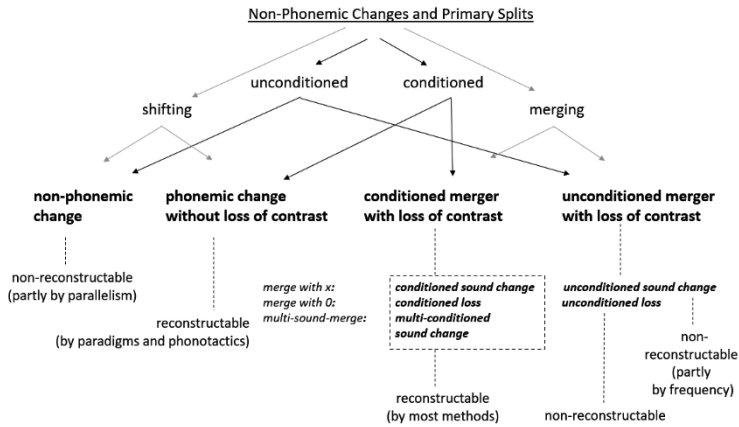 Non-Phonemic Changes and Primary Splits
unconditioned
conditioned
shifting
merging
non-phonemic
change
phonemic change
without loss of contrast
conditioned merger
with loss of contrast
unconditioned merger
with loss of contrast
non-reconstructable
(partly by parallelism)
reconstructable
(by paradigms and phonotactics)
merge with x:
merge with 0:
multi-sound-merge:
conditioned sound change
conditioned loss
multi-conditioned
sound change
reconstructable
(by most methods)
unconditioned sound change
unconditioned loss
non-reconstructable
non-
reconstructable
(partly
by frequency)